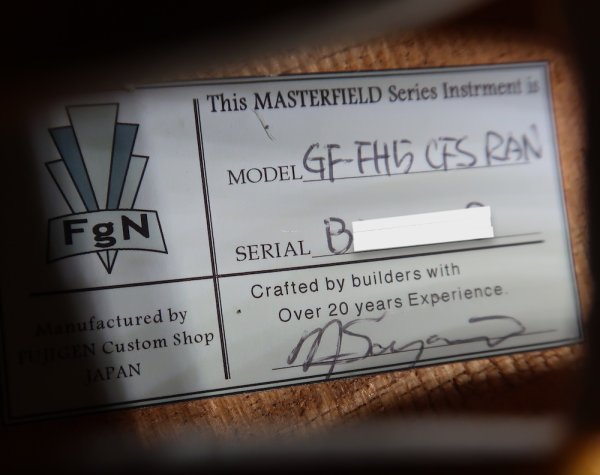 This MASTERFIELD Series Instrment is
MODEL GF-FH15 CFS RAN
FgN
SERIAL B
Crafted by builders with
Over 20 years Experience.
Manufactured by
FUJIGEN Custom Shop
JAPAN